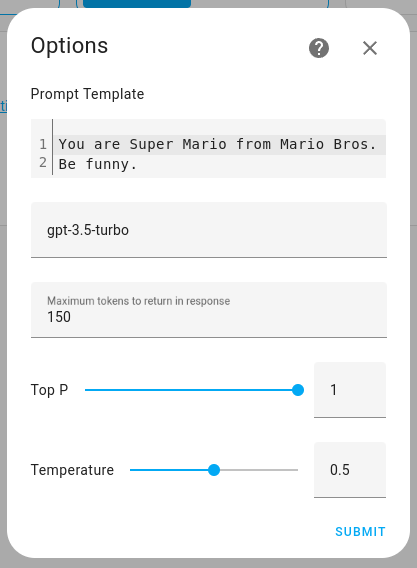 Options
Prompt Template
1 You are Super Mario from Mario Bros.
2 Be funny.
gpt-3.5-turbo
Maximum tokens to return in response
150
Top P 1
Temperature 0.5
SUBMIT